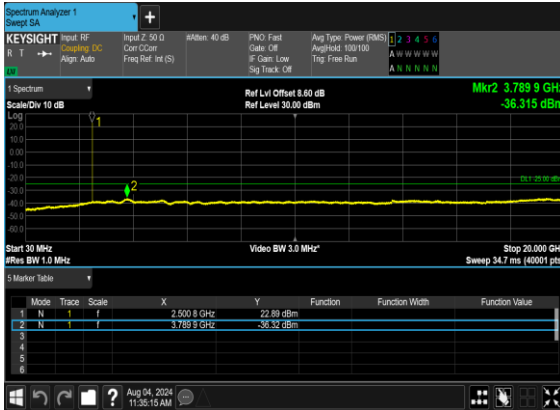 Spectrum Analyzer 1
Swept SA
+
KEYSIGHT Input: RF Input Z: 50 Ω #Atten: 40 dB PNO: Fast Avg Type: Power (RMS) 1 2 3 4 5 6
R T Coupling: DC Corr CCorr Gate: Off Avg|Hold: 100/100 A W W W W W
Align: Auto Freq Ref: Int (S) IF Gain: Low Trig: Free Run
Sig Track: Off A N N N N N
1 Spectrum Ref Lvl Offset 8.60 dB Mkr2 3.789 9 GHz
Scale/Div 10 dB Ref Level 30.00 dBm -36.315 dBm
Log
20.0
10.0
0.00
-10.0
-20.0
-30.0
-40.0
-50.0
-60.0
1
2
DL1 -25.00 dBm
Start 30 MHz Video BW 3.0 MHz* Stop 20.000 GHz
#Res BW 1.0 MHz Sweep 34.7 ms (40001 pts)
5 Marker Table
Mode Trace Scale X Y Function Function Width Function Value
1 N 1 f 2.500 8 GHz 22.89 dBm
2 N 1 f 3.789 9 GHz -36.32 dBm
3
4
5
6
? Aug 04, 2024
11:35:15 AM